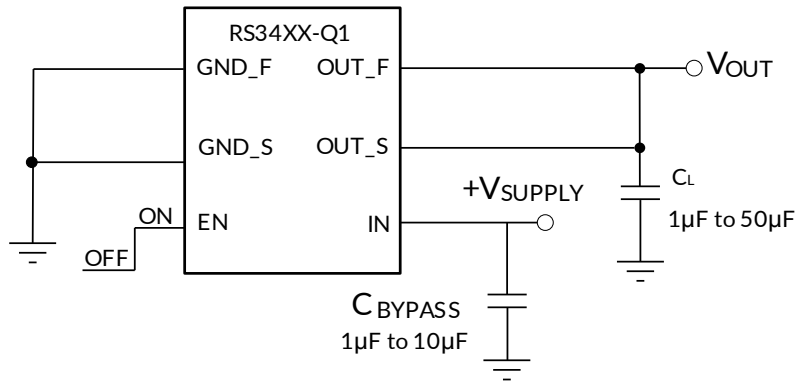 RS34XX-Q1
GND_F
OUT_F
VOUT
GND_S
OUT_S
+VSUPPLY
CL
1µF to 50µF
ON
EN
IN
OFF
C BYPASS
1µF to 10µF